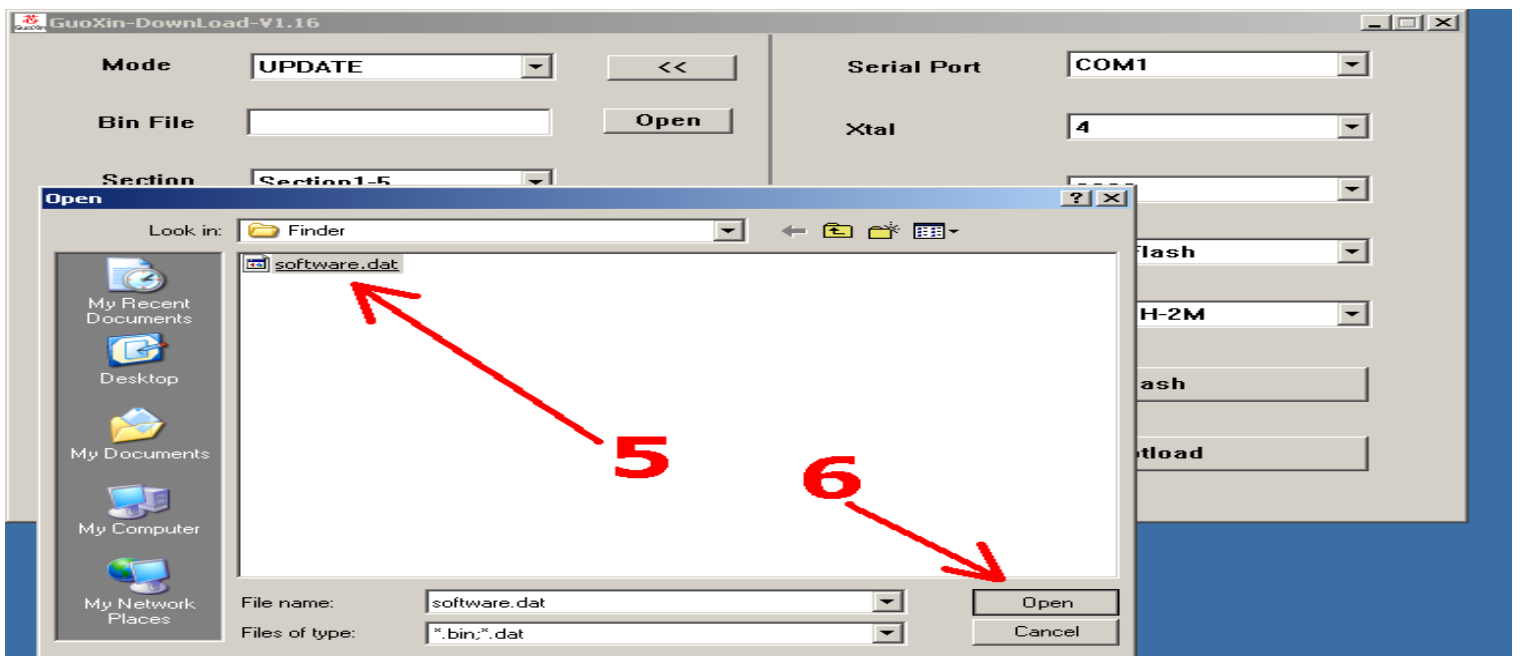 GuoXin-DownLoad-V1.16
Mode
UPDATE
<<
Serial Port
COM1
Bin File
Open
Xtal
4
Section
Section1-5
Open
Look in:
Finder
software.dat
My Recent
Documents
Desktop
My Documents
My Computer
My Network
Places
lash
H-2M
ash
tload
5
6
File name:
software.dat
Open
Files of type:
*.bin;*.dat
Cancel